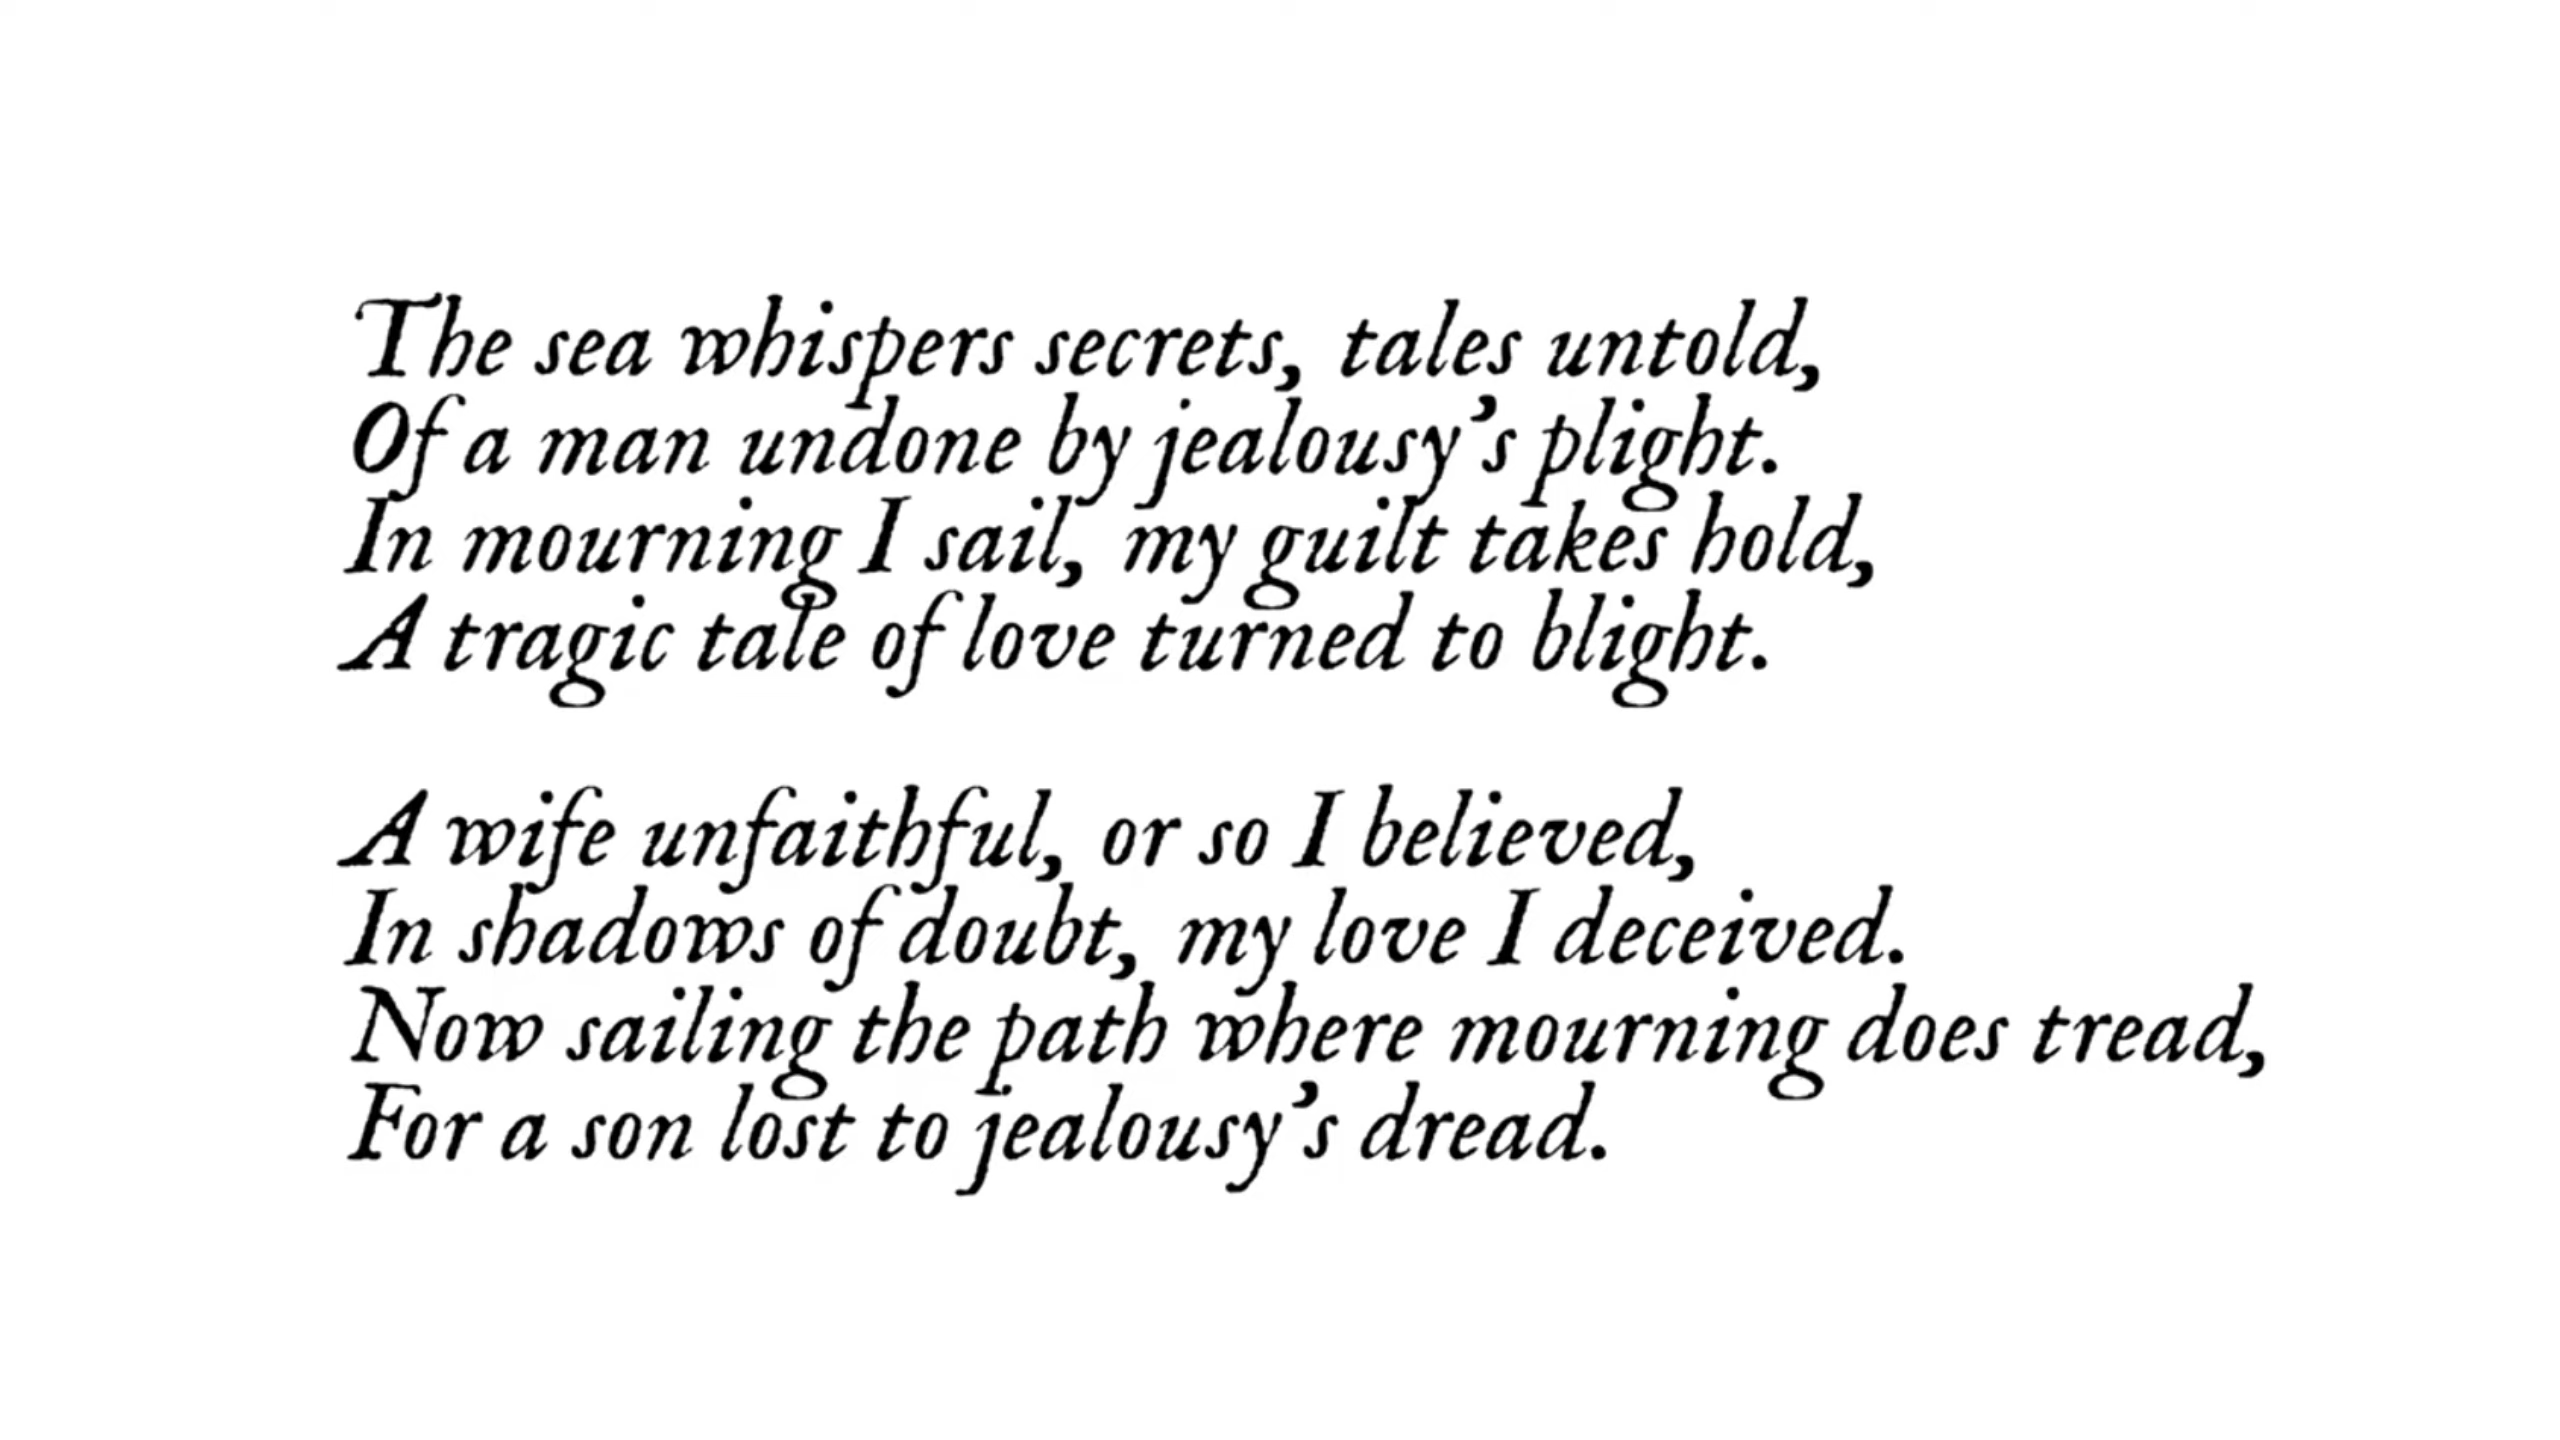 The sea whispers secrets, tales untold,
Of a man undone by jealousy’s plight.
In mourning I sail, my guilt takes hold,
A tragic tale of love turned to blight.

A wife unfaithful, or so I believed,
In shadows of doubt, my love I deceived.
Now sailing the path where mourning does tread,
For a son lost to jealousy’s dread.